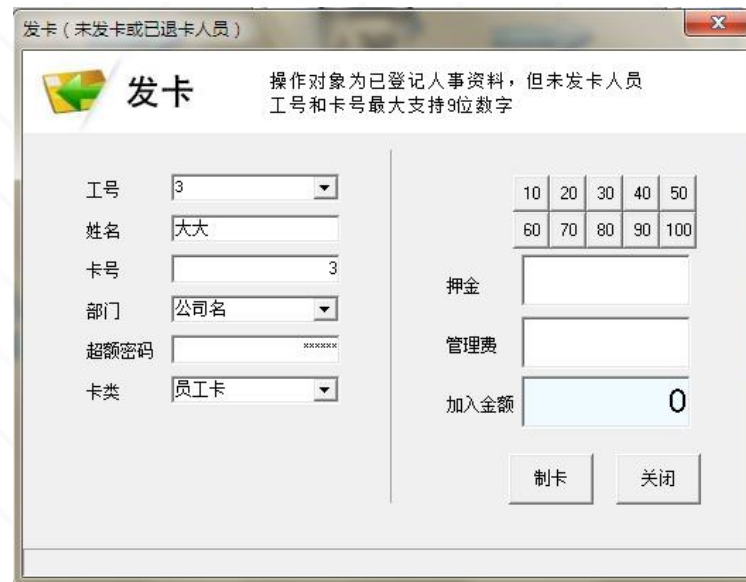 发卡（未发卡或已退卡人员）
x
发卡
操作对象为已登记人事资料，但未发卡人员
工号和卡号最大支持9位数字
工号 3
姓名 大大
卡号 3
部门 公司名
超额密码 ******
卡类 员工卡
10 20 30 40 50
60 70 80 90 100
押金
管理费
加入金额 0
制卡 关闭